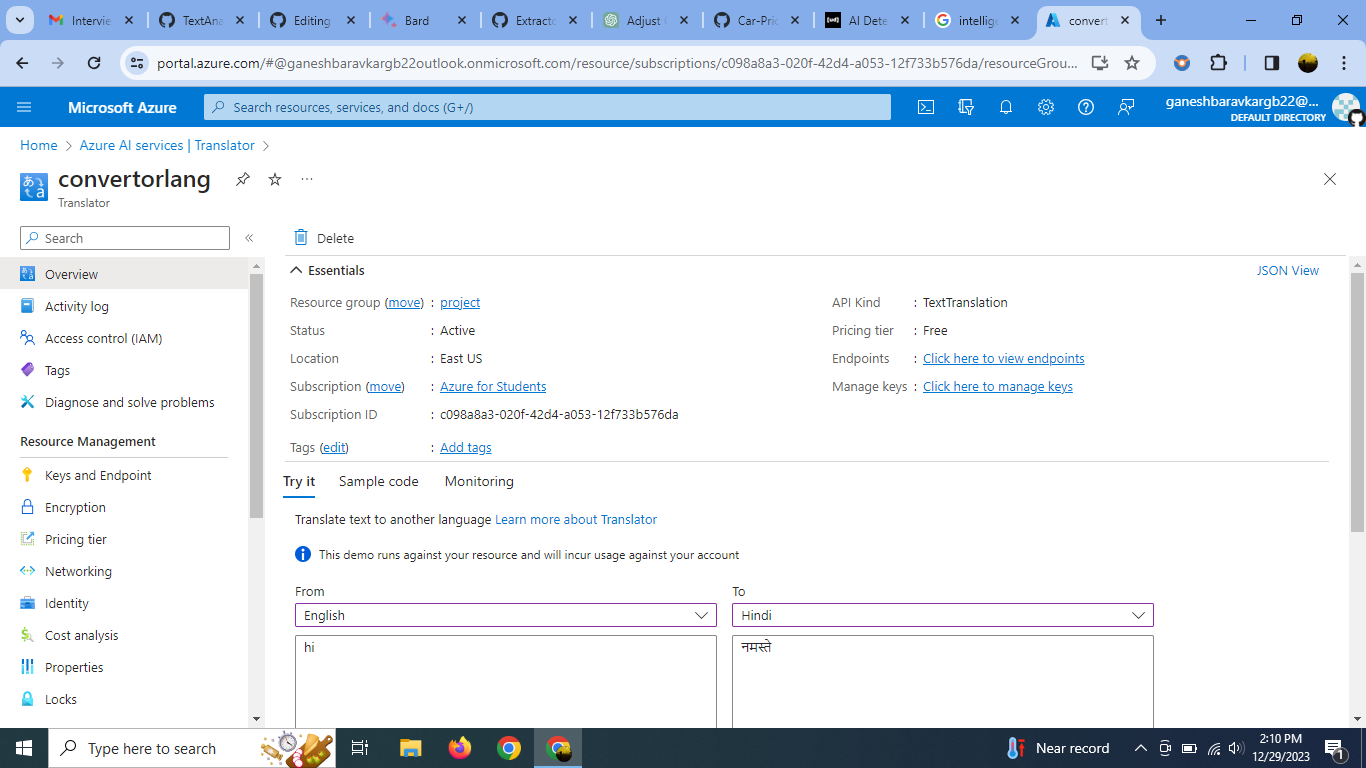 Intervie
TextAna
Editing
Bard
Extracto
Adjust
Car-Pric
AI Dete
intellige
convert
portal.azure.com/#@ganeshbaravkargb22outlook.onmicrosoft.com/resource/subscriptions/c098a8a3-020f-42d4-a053-12f733b576da/resourceGrou...
Microsoft Azure
Search resources, services, and docs (G+/)
ganeshbaravkargb22@...
DEFAULT DIRECTORY
Home > Azure AI services | Translator >
convertorlang
Translator
Search
Delete
Overview
Activity log
Access control (IAM)
Tags
Diagnose and solve problems
Resource Management
Keys and Endpoint
Encryption
Pricing tier
Networking
Identity
Cost analysis
Properties
Locks
Essentials
JSON View
Resource group (move) : project
Status : Active
Location : East US
Subscription (move) : Azure for Students
Subscription ID : c098a8a3-020f-42d4-a053-12f733b576da
Tags (edit) : Add tags
API Kind : TextTranslation
Pricing tier : Free
Endpoints : Click here to view endpoints
Manage keys : Click here to manage keys
Try it
Sample code
Monitoring
Translate text to another language Learn more about Translator
This demo runs against your resource and will incur usage against your account
From
To
English
Hindi
hi
नमस्ते
Type here to search
Near record
2:10 PM
12/29/2023
1